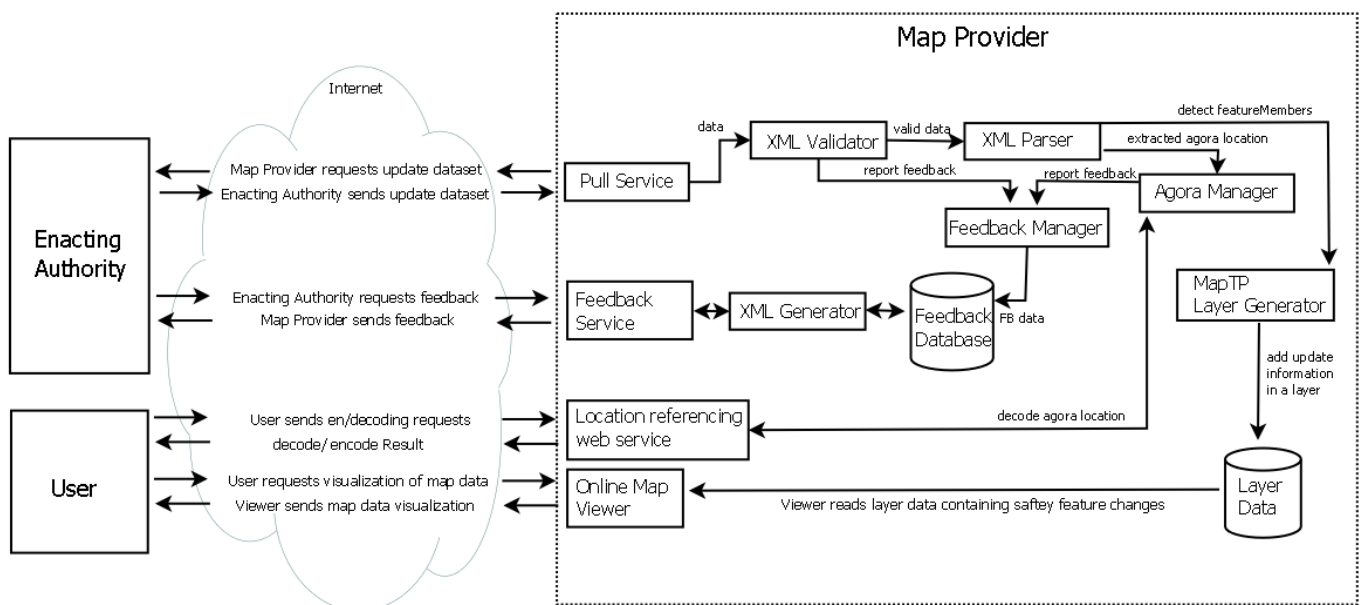 Map Provider
Internet
detect featureMembers
data
XML Validator
valid data
XML Parser
extracted agora location
Map Provider requests update dataset
Enacting Authority sends update dataset
Pull Service
report feedback
report feedback
Agora Manager
Enacting
Authority
Feedback Manager
Enacting Authority requests feedback
Map Provider sends feedback
Feedback
Service
XML Generator
Feedback
Database
FB data
MapTP
Layer Generator
add update
information
in a layer
User sends en/decoding requests
decode/encode Result
Location referencing
web service
decode agora location
User
User requests visualization of map data
Viewer sends map data visualization
Online Map
Viewer
Viewer reads layer data containing saftey feature changes
Layer
Data